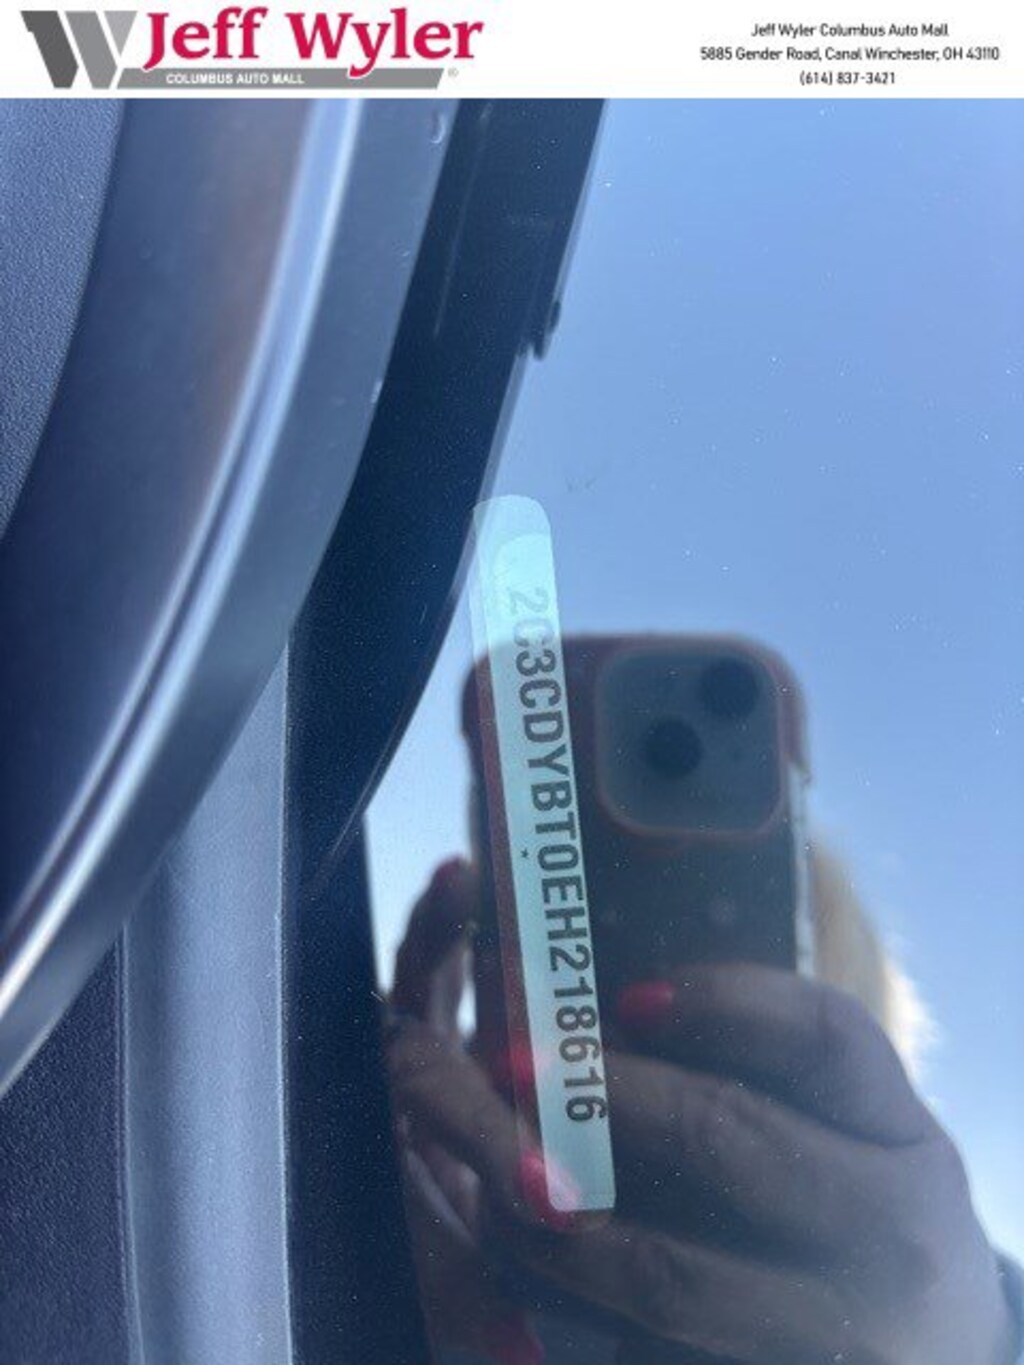 Jeff Wyler
COLUMBUS AUTO MALL
Jeff Wyler Columbus Auto Mall
5885 Gender Road, Canal Winchester, OH 43110
(614) 837-3421
2C3CDYBT0EH218616